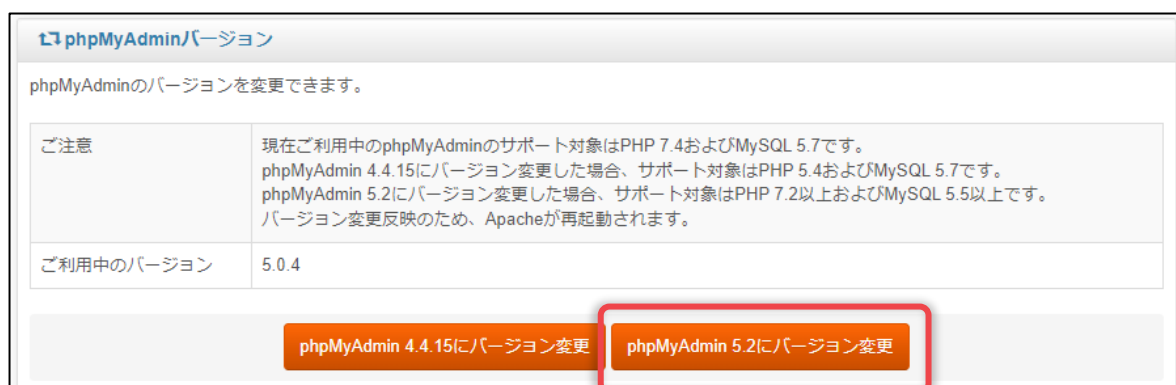 phpMyAdminバージョン
phpMyAdminのバージョンを変更できます。
ご注意
現在ご利用中のphpMyAdminのサポート対象はPHP 7.4およびMySQL 5.7です。
phpMyAdmin 4.4.15にバージョン変更した場合、サポート対象はPHP 5.4およびMySQL 5.7です。
phpMyAdmin 5.2にバージョン変更した場合、サポート対象はPHP 7.2以上およびMySQL 5.5以上です。
バージョン変更反映のため、Apacheが再起動されます。
ご利用中のバージョン
5.0.4
phpMyAdmin 4.4.15にバージョン変更
phpMyAdmin 5.2にバージョン変更